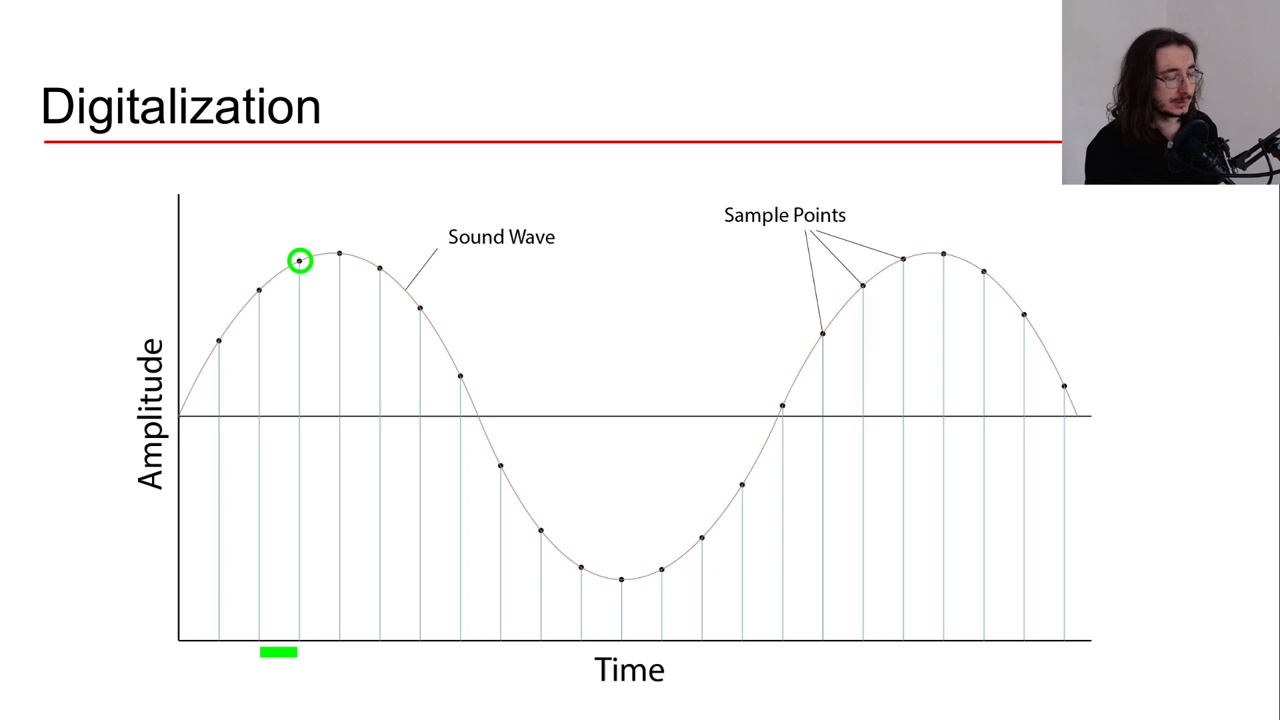 Digitalization
Sample Points
Sound Wave
Amplitude
Time